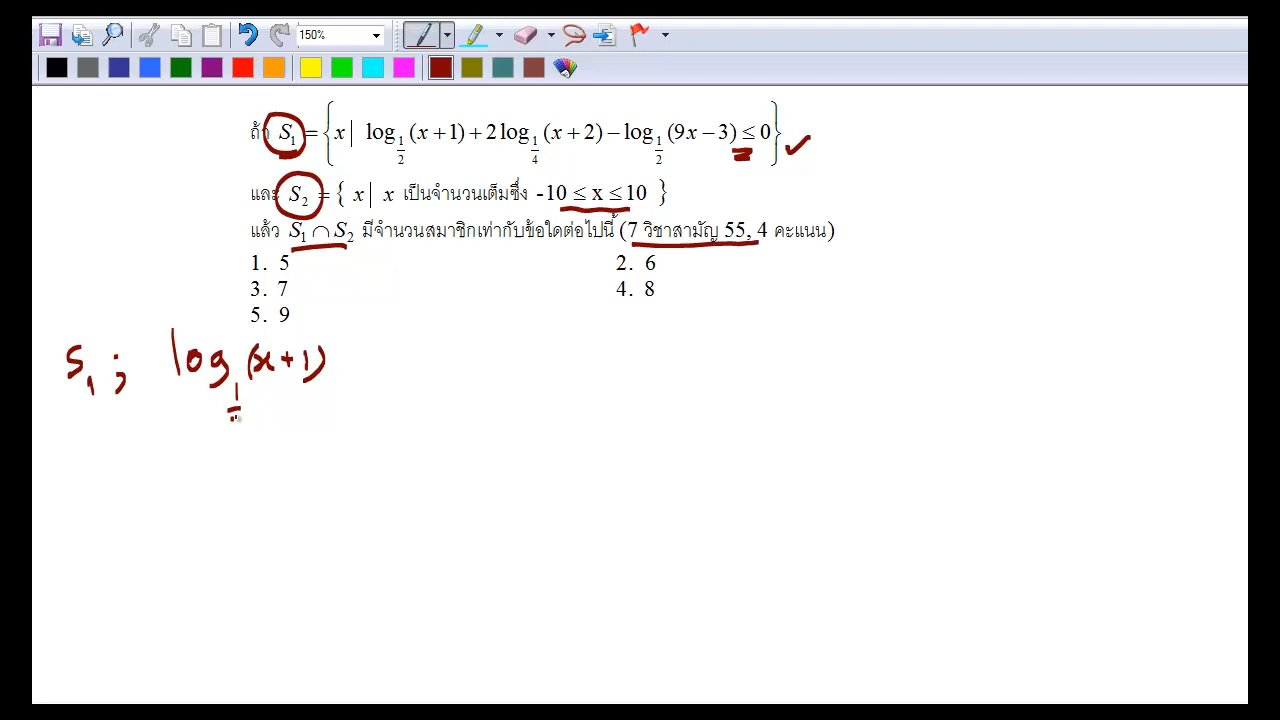 150%
ถ้า S₁ = { x | log_{1/2}(x+1) + 2log_{1/4}(x+2) − log_{1/2}(9x−3) ≤ 0 }
และ S₂ = { x | x เป็นจำนวนเต็มซึ่ง -10 ≤ x ≤ 10 }
แล้ว S₁ ∩ S₂ มีจำนวนสมาชิกเท่ากับข้อใดต่อไปนี้ (7 วิชาสามัญ 55, 4 คะแนน)
1. 5 2. 6
3. 7 4. 8
5. 9
S₁ ; log (x+1)
1